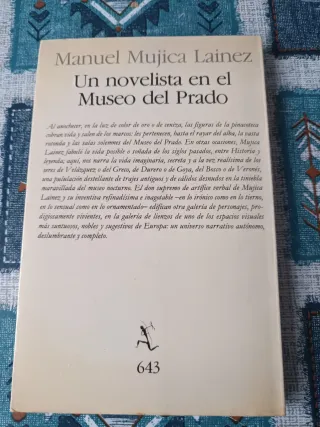 Manuel Mujica Lainez
Un novelista en el
Museo del Prado
Al anochecer, en la luz de color de oro o de ceniza, las figuras de la pinacoteca
cobran vida y salen de los marcos: les pertenecen, hasta el rayar del alba, la vasta
rotonda y las salas solemnes del Museo del Prado. En otras ocasiones, Mujica
Lainez fabuló la vida posible o soñada de los siglos pasados, entre Historia y
leyenda; aquí, nos narra la vida imaginaria, secreta y a la vez realísima de los
seres de Velázquez o del Greco, de Durero o de Goya, del Bosco o de Veronés,
una pululación destellante de trajes antiguos y de cálidos desnudos en la tiniebla
maravillada del museo nocturno. El don supremo de artífice verbal de Mujica
Lainez y su inventiva refinadísima e inagotable –en lo irónico como en lo tierno,
en lo sensual como en lo ornamentado– edifican otra galería de personajes, pro-
digiosamente vivientes, en la galería de lienzos de uno de los espacios visuales
más suntuosos, nobles y sugestivos de Europa: un universo narrativo autónomo,
deslumbrante y completo.
643